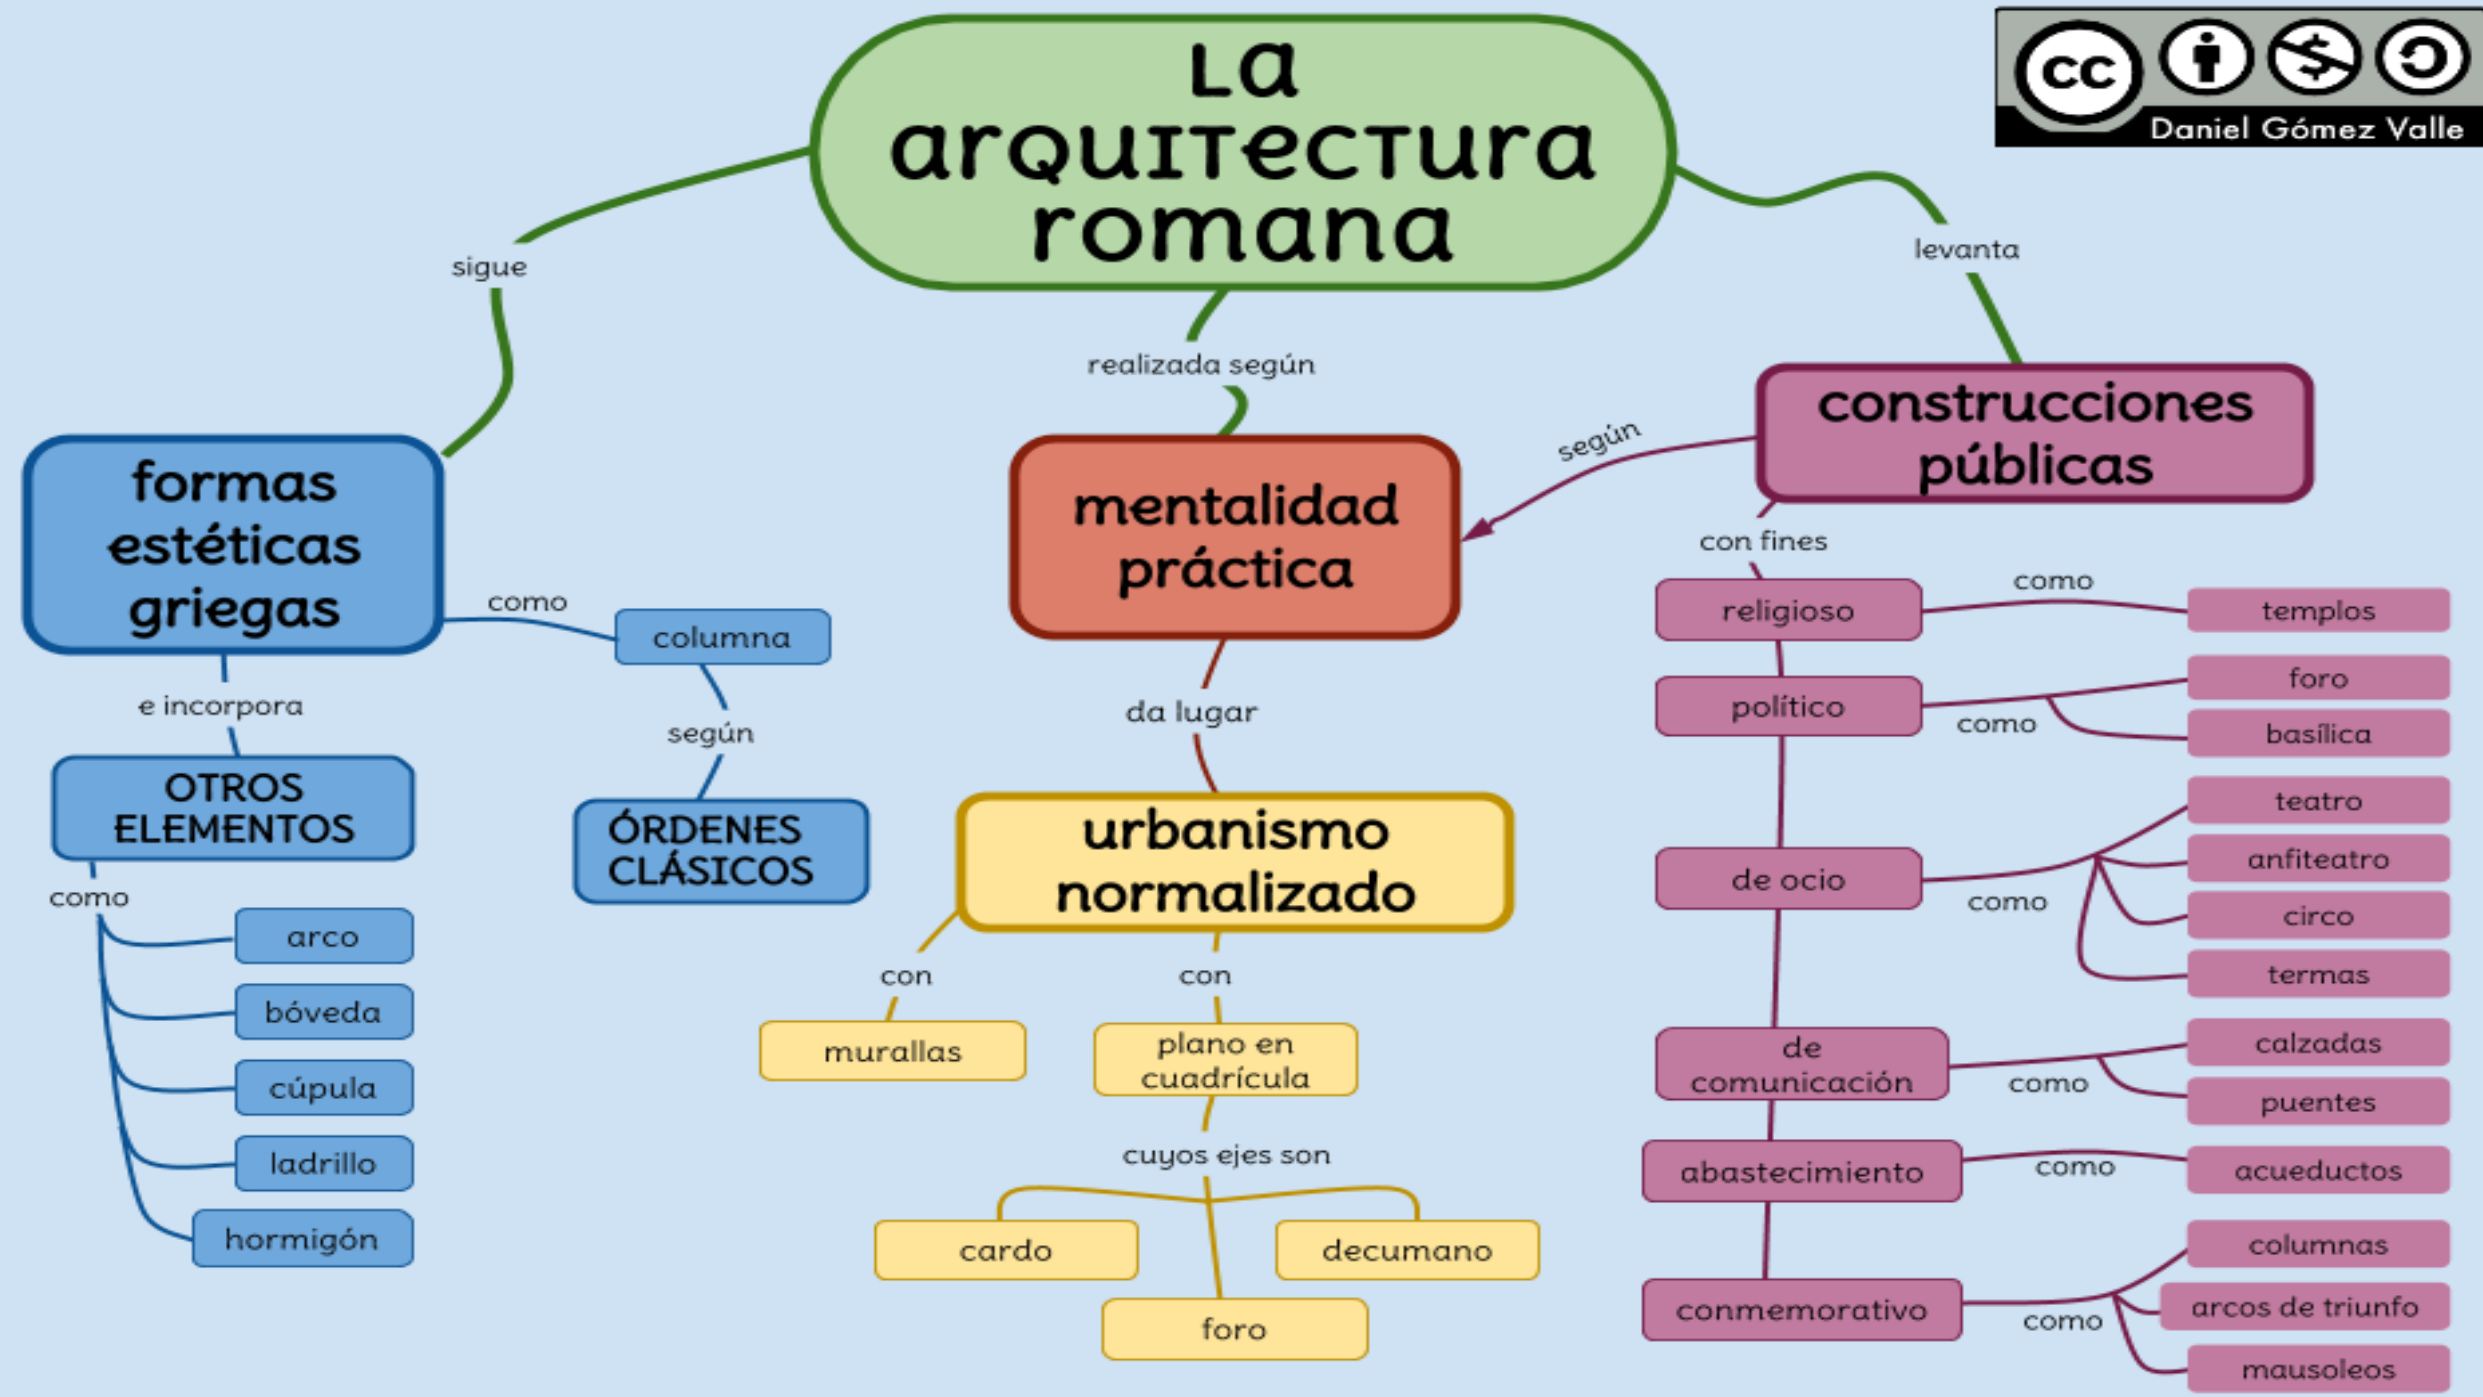 La
arquitectura
romana
cc
Daniel Gómez Valle
sigue
realizada según
levanta
formas
estéticas
griegas
como
columna
según
ÓRDENES
CLÁSICOS
e incorpora
OTROS
ELEMENTOS
como
arco
bóveda
cúpula
ladrillo
hormigón
mentalidad
práctica
da lugar
urbanismo
normalizado
con
murallas
con
plano en
cuadrícula
cuyos ejes son
cardo
decumano
foro
construcciones
públicas
según
con fines
religioso
como
templos
político
como
foro
basílica
de ocio
como
teatro
anfiteatro
circo
termas
de
comunicación
como
calzadas
puentes
abastecimiento
como
acueductos
conmemorativo
como
columnas
arcos de triunfo
mausoleos